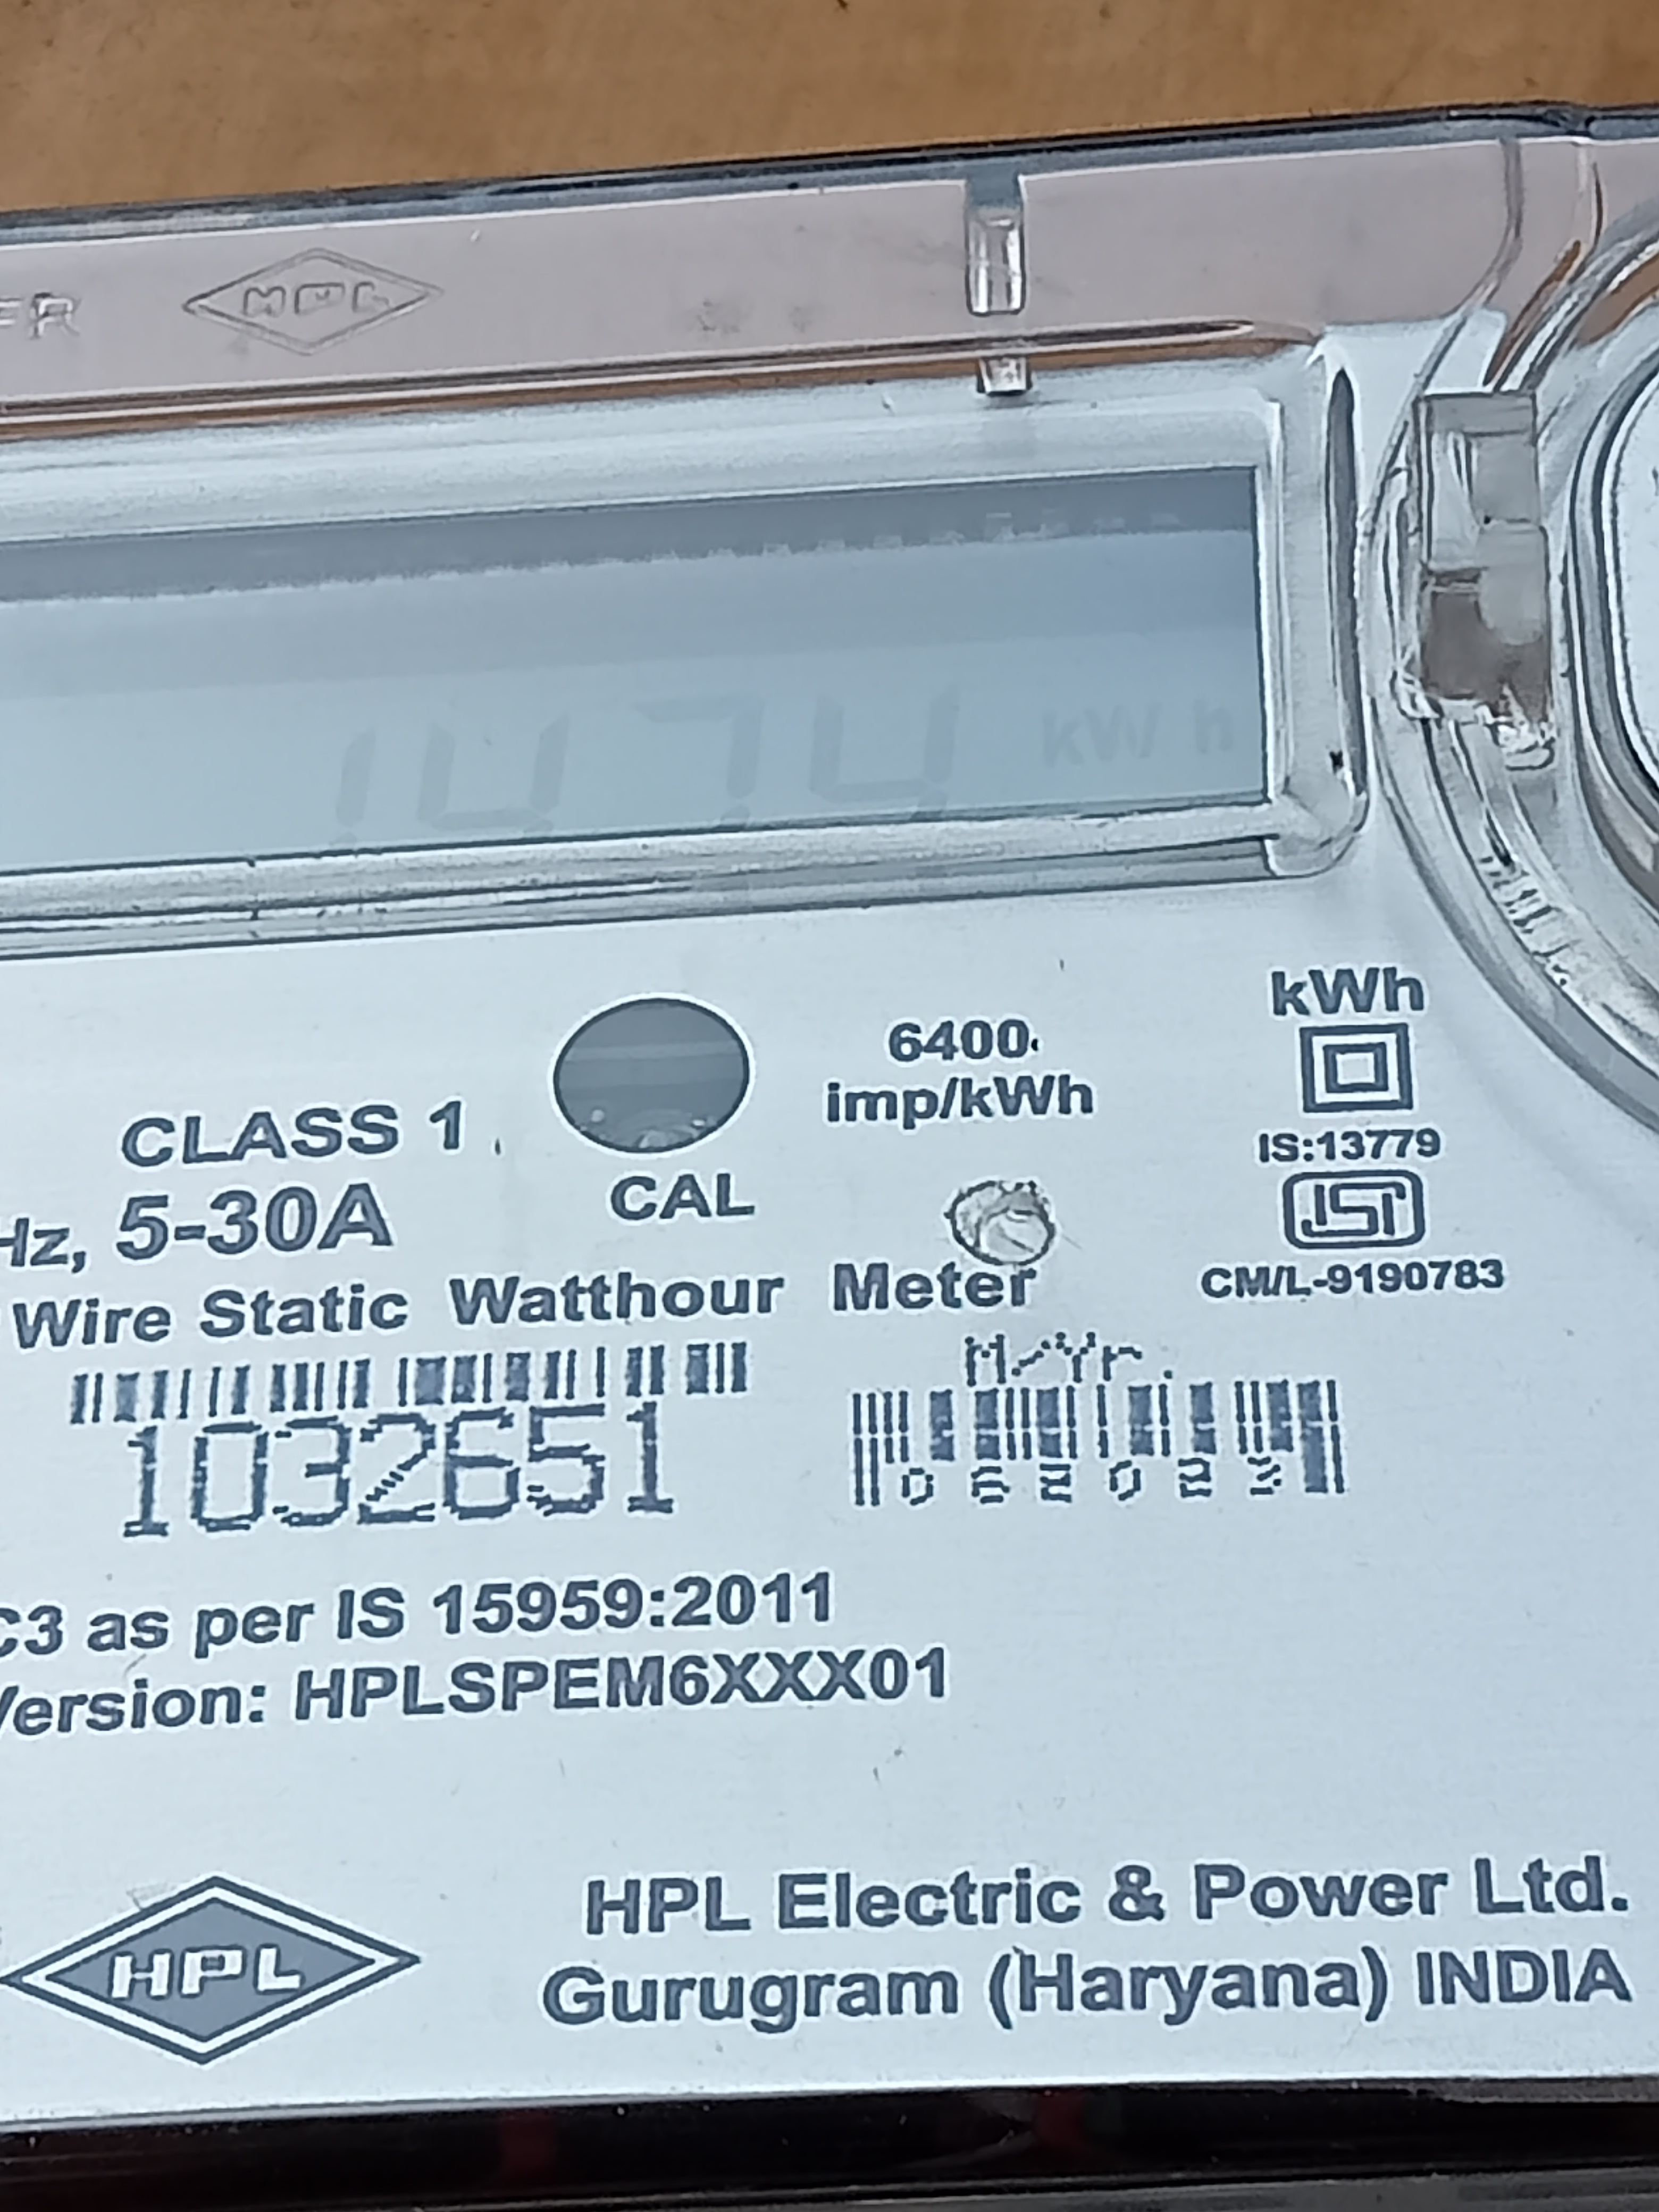 HPL
1474 kWh
6400
imp/kWh
kWh
CLASS 1
CAL
IS:13779
ISI
Hz, 5-30A
Wire Static Watthour Meter
CM/L-9190783
M/Yr.
1032651
062023
C3 as per IS 15959:2011
Version: HPLSPEM6XXX01
HPL
HPL Electric & Power Ltd.
Gurugram (Haryana) INDIA